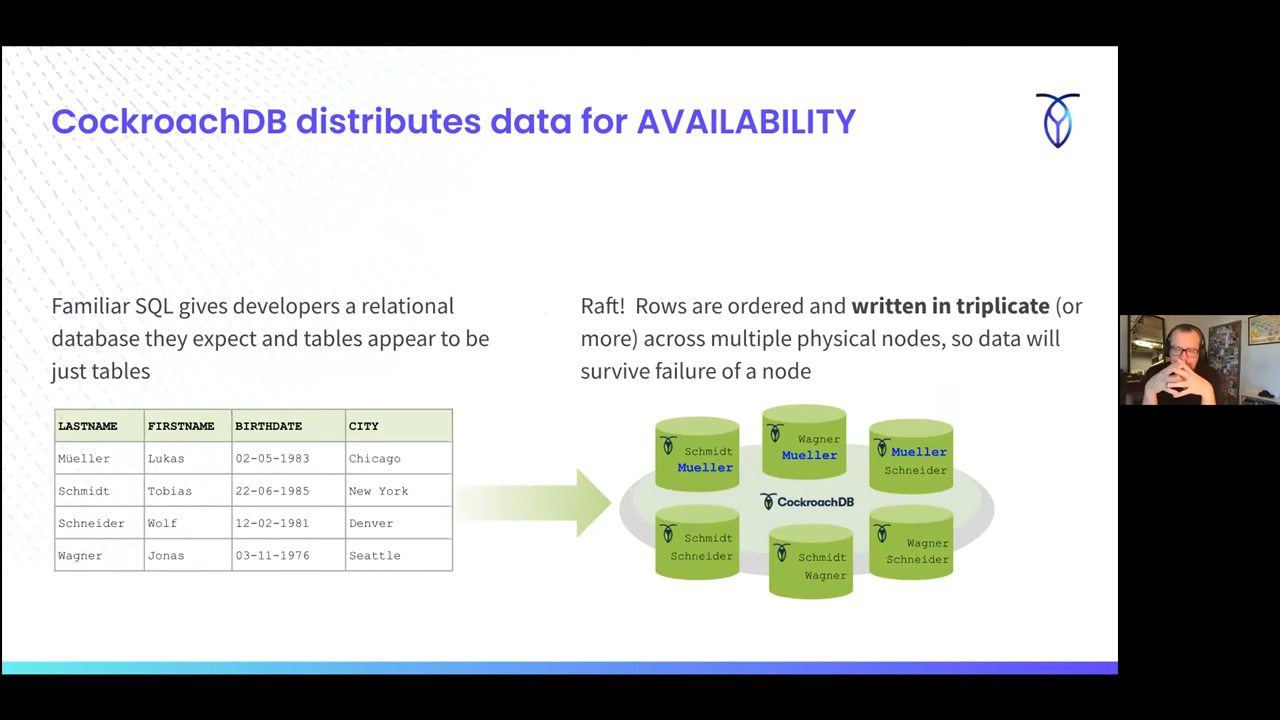 CockroachDB distributes data for AVAILABILITY
Familiar SQL gives developers a relational
database they expect and tables appear to be
just tables
Raft! Rows are ordered and written in triplicate (or
more) across multiple physical nodes, so data will
survive failure of a node
LASTNAME FIRSTNAME BIRTHDATE CITY
Müeller Lukas 02-05-1983 Chicago
Schmidt Tobias 22-06-1985 New York
Schneider Wolf 12-02-1981 Denver
Wagner Jonas 03-11-1976 Seattle
Schmidt
Mueller
Wagner
Mueller
Mueller
Schneider
CockroachDB
Schmidt
Schneider
Schmidt
Wagner
Wagner
Schneider